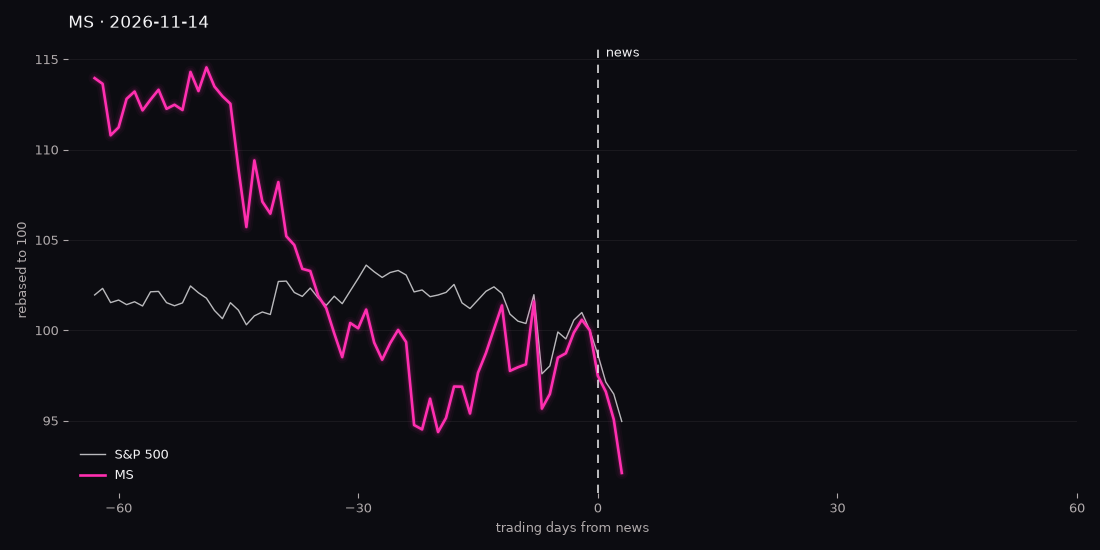 MS · 2026-11-14
news
115
110
105
100
95
rebased to 100
S&P 500
MS
−60
−30
0
30
60
trading days from news